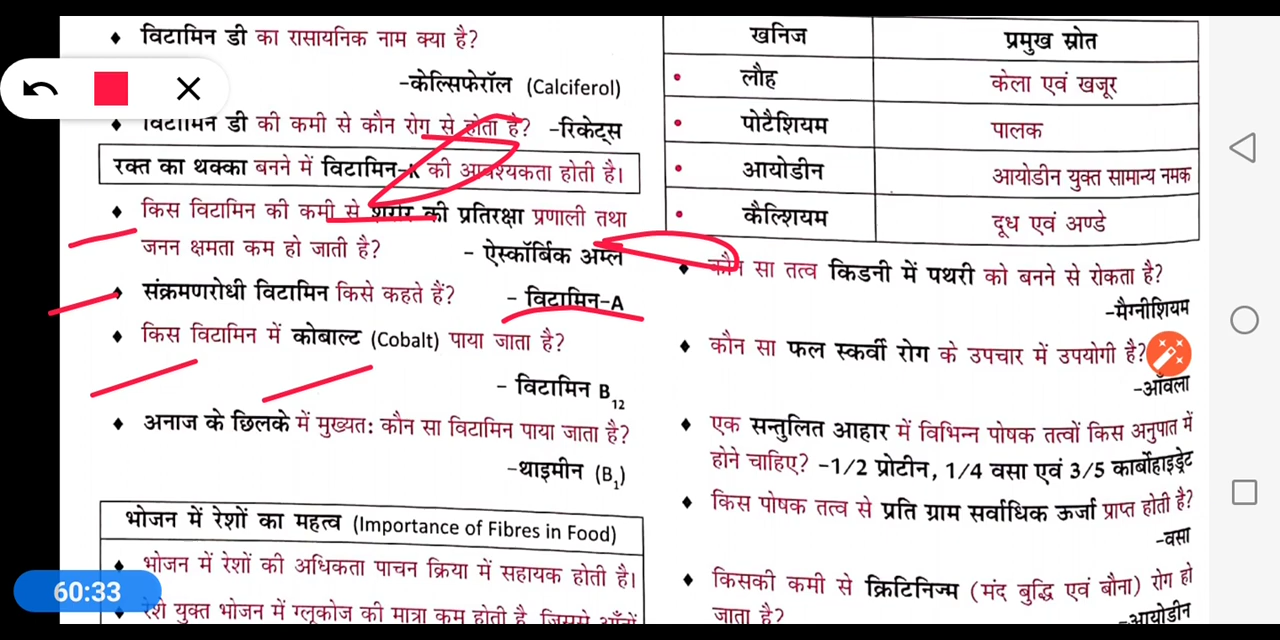 ♦ विटामिन डी का रासायनिक नाम क्या है?
-केल्सिफेरॉल (Calciferol)
♦ विटामिन डी की कमी से कौन रोग से होता है? -रिकेट्स
रक्त का थक्का बनने में विटामिन-K की आवश्यकता होती है।
♦ किस विटामिन की कमी से शरीर की प्रतिरक्षा प्रणाली तथा
जनन क्षमता कम हो जाती है?
- ऐस्कॉर्बिक अम्ल
♦ संक्रमणरोधी विटामिन किसे कहते हैं? - विटामिन-A
♦ किस विटामिन में कोबाल्ट (Cobalt) पाया जाता है?
- विटामिन B12
♦ अनाज के छिलके में मुख्यत: कौन सा विटामिन पाया जाता है?
-थाइमीन (B1)
भोजन में रेशों का महत्व (Importance of Fibres in Food)
♦ भोजन में रेशों की अधिकता पाचन क्रिया में सहायक होती है।
♦ रेशे युक्त भोजन में ग्लूकोज की मात्रा कम होती है, जिससे आँतों
60:33
खनिज प्रमुख स्रोत
• लौह केला एवं खजूर
• पोटैशियम पालक
• आयोडीन आयोडीन युक्त सामान्य नमक
• कैल्शियम दूध एवं अण्डे
♦ कौन सा तत्व किडनी में पथरी को बनने से रोकता है?
-मैग्नीशियम
♦ कौन सा फल स्कर्वी रोग के उपचार में उपयोगी है?
-आँवला
♦ एक सन्तुलित आहार में विभिन्न पोषक तत्वों किस अनुपात में
होने चाहिए? -1/2 प्रोटीन, 1/4 वसा एवं 3/5 कार्बोहाइड्रेट
♦ किस पोषक तत्व से प्रति ग्राम सर्वाधिक ऊर्जा प्राप्त होती है?
-वसा
♦ किसकी कमी से क्रिटिनिज्म (मंद बुद्धि एवं बौना) रोग हो
जाता है?
-आयोडीन